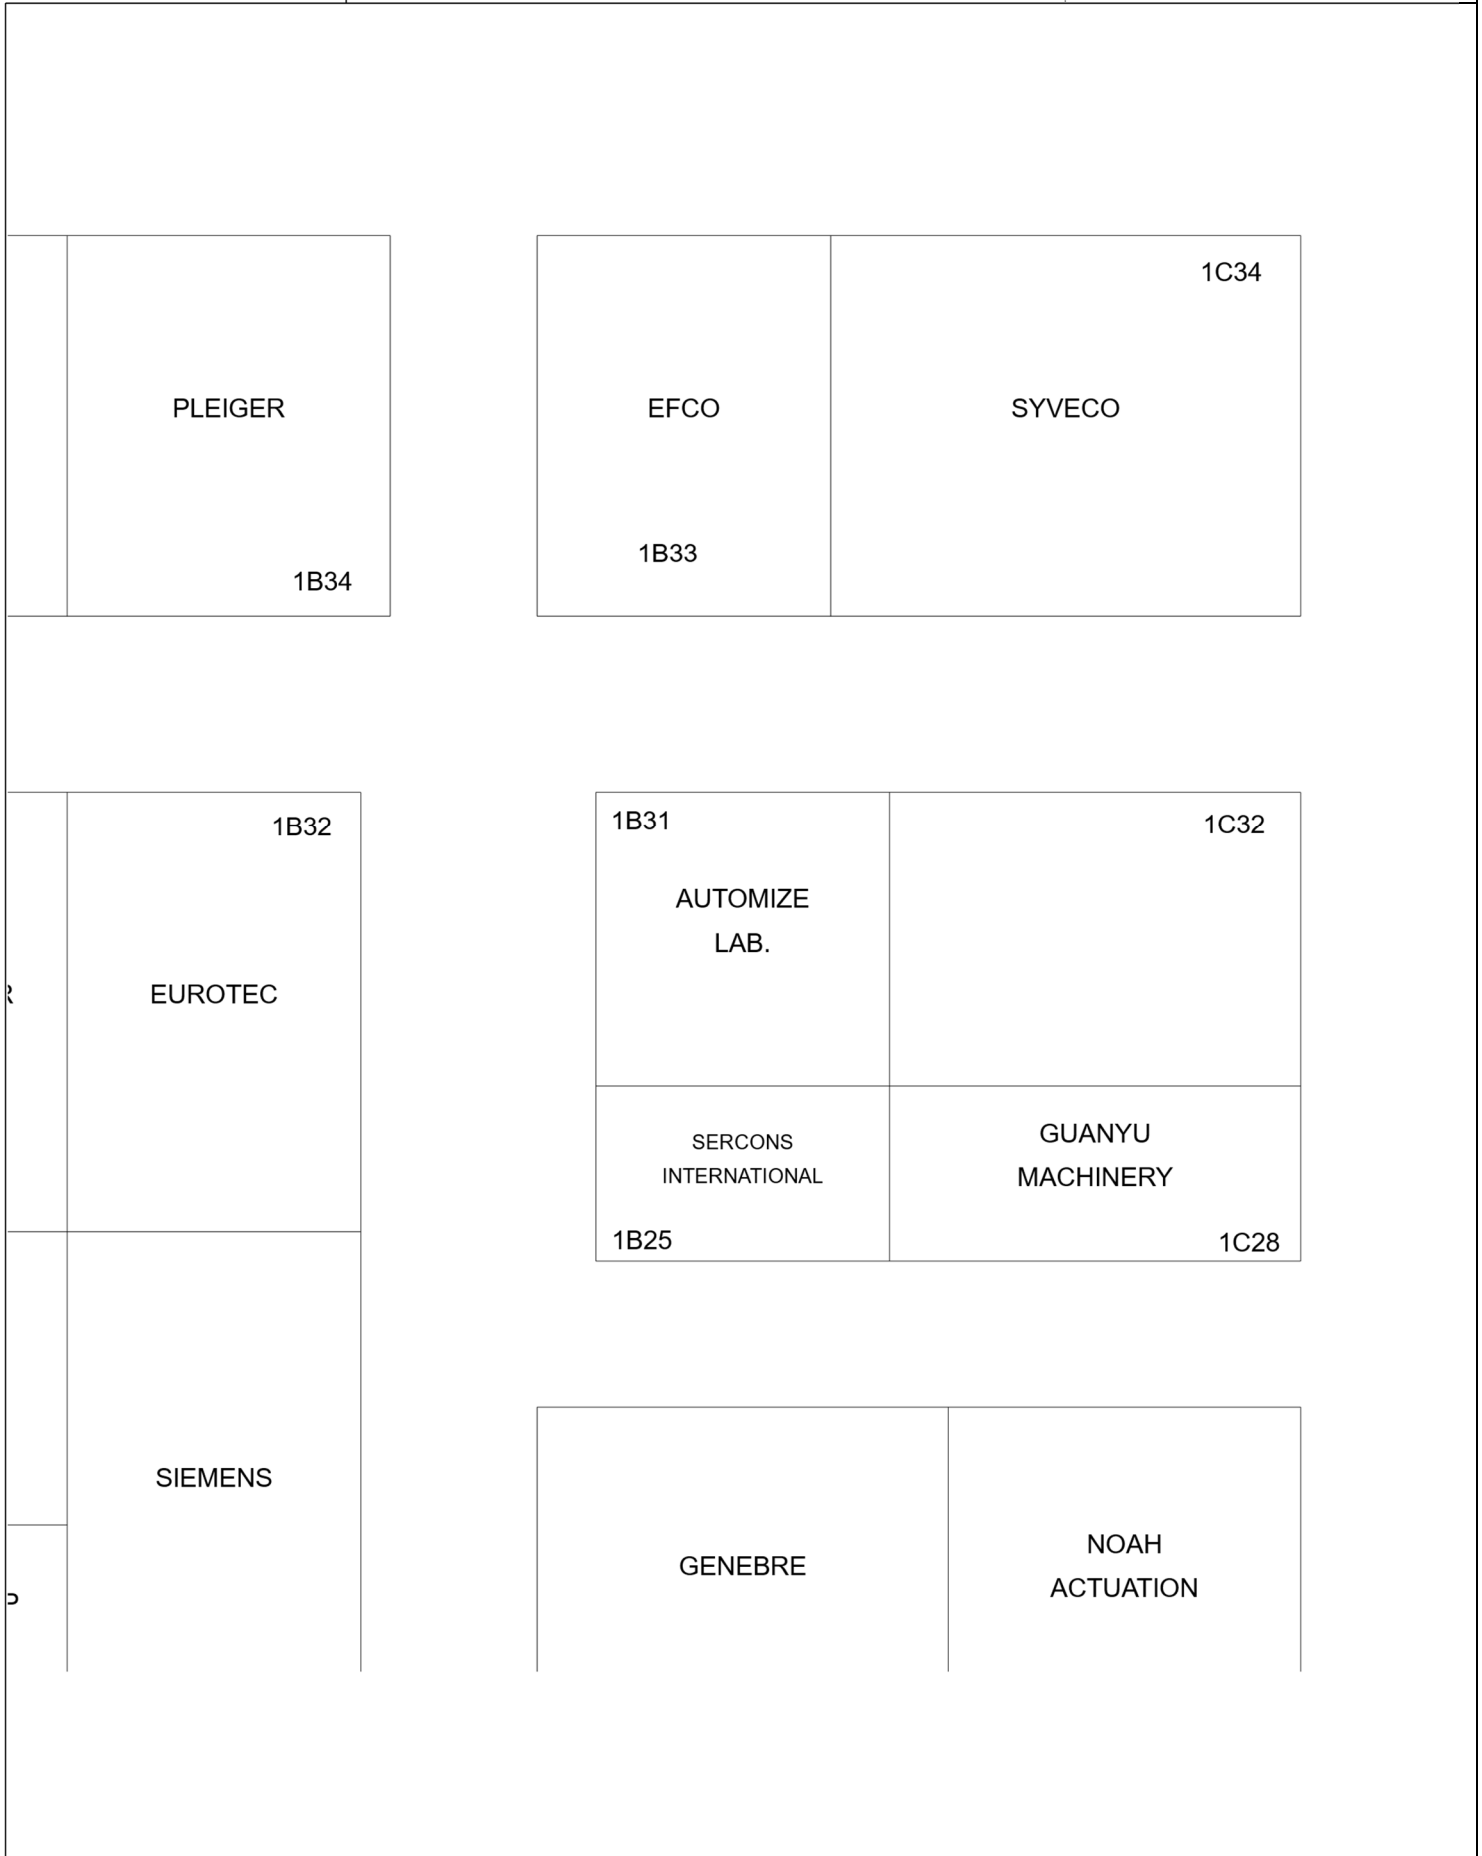 1C34
PLEIGER
EFCO
SYVECO
1B33
1B34
1B32
1B31
1C32
AUTOMIZE
LAB.
EUROTEC
SERCONS
INTERNATIONAL
GUANYU
MACHINERY
1B25
1C28
SIEMENS
GENEBRE
NOAH
ACTUATION